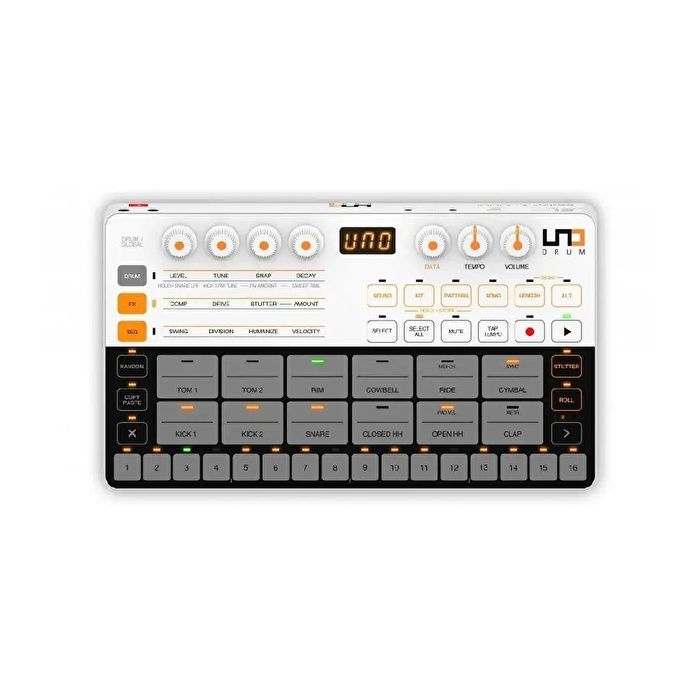 DRUM /
GLOBAL
UNO
DATA
TEMPO
VOLUME
UNO
DRUM
DRUM
LEVEL TUNE SNAP DECAY
FX
COMP DRIVE STUTTER AMOUNT
SEQ
SWING DIVISION HUMANIZE VELOCITY
SOUND KIT PATTERN SONG LENGTH ALT
SELECT SELECT ALL MUTE TAP TEMPO
RANDOM
COPY
PASTE
TOM 1 TOM 2 RIM COWBELL RIDE CYMBAL
STUTTER
ROLL
KICK 1 KICK 2 SNARE CLOSED HH OPEN HH CLAP
1 2 3 4 5 6 7 8 9 10 11 12 13 14 15 16